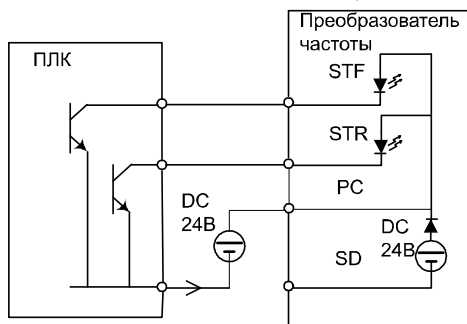 Преобразователь
частоты
ПЛК
STF
STR
PC
DC
24В
DC
24В
SD